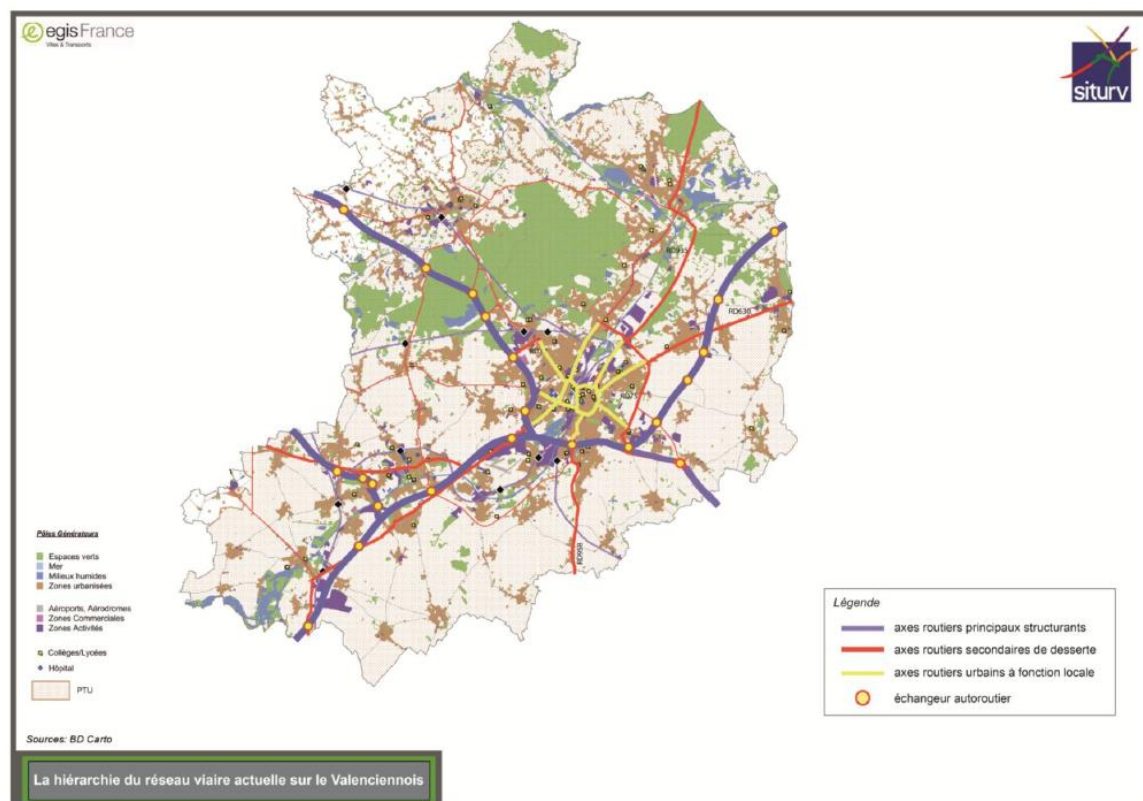 egis France
Villes & Transports
siturv
RD935
RD630
RD958
Pôles Générateurs
Espaces verts
Mer
Milieux humides
Zones urbanisées
Aéroports, Aérodromes
Zones Commerciales
Zones Activités
Collèges/Lycées
Hôpital
PTU
Légende
axes routiers principaux structurants
axes routiers secondaires de desserte
axes routiers urbains à fonction locale
échangeur autoroutier
Sources: BD Carto
La hiérarchie du réseau viaire actuelle sur le Valenciennois